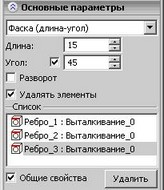 Основные параметры
Фаска (длина-угол)
Длина: 15
Угол: 45
Разворот
Удалять элементы
Список
Ребро_1 : Выталкивание_0
Ребро_2 : Выталкивание_0
Ребро_3 : Выталкивание_0
Общие свойства Удалить